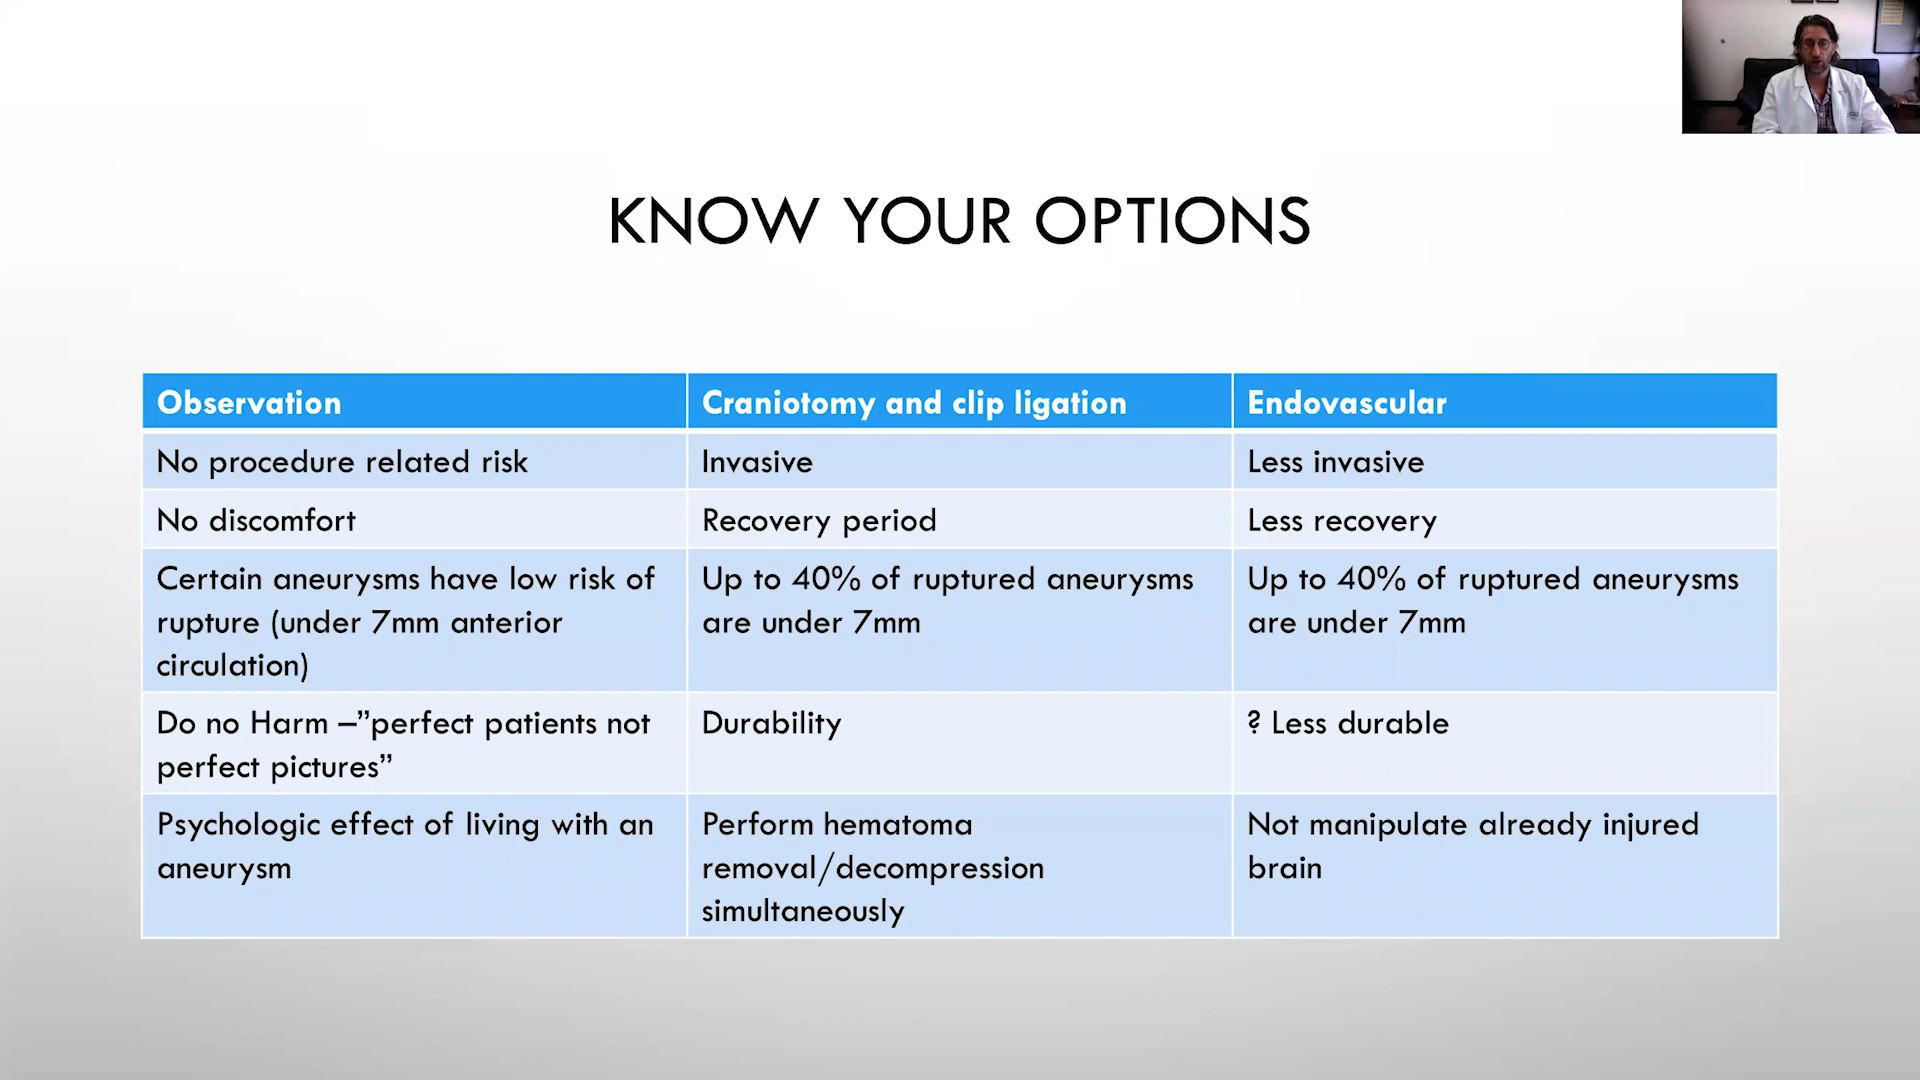 KNOW YOUR OPTIONS
Observation
Craniotomy and clip ligation
Endovascular
No procedure related risk
Invasive
Less invasive
No discomfort
Recovery period
Less recovery
Certain aneurysms have low risk of
rupture (under 7mm anterior
circulation)
Up to 40% of ruptured aneurysms
are under 7mm
Up to 40% of ruptured aneurysms
are under 7mm
Do no Harm –”perfect patients not
perfect pictures”
Durability
? Less durable
Psychologic effect of living with an
aneurysm
Perform hematoma
removal/decompression
simultaneously
Not manipulate already injured
brain